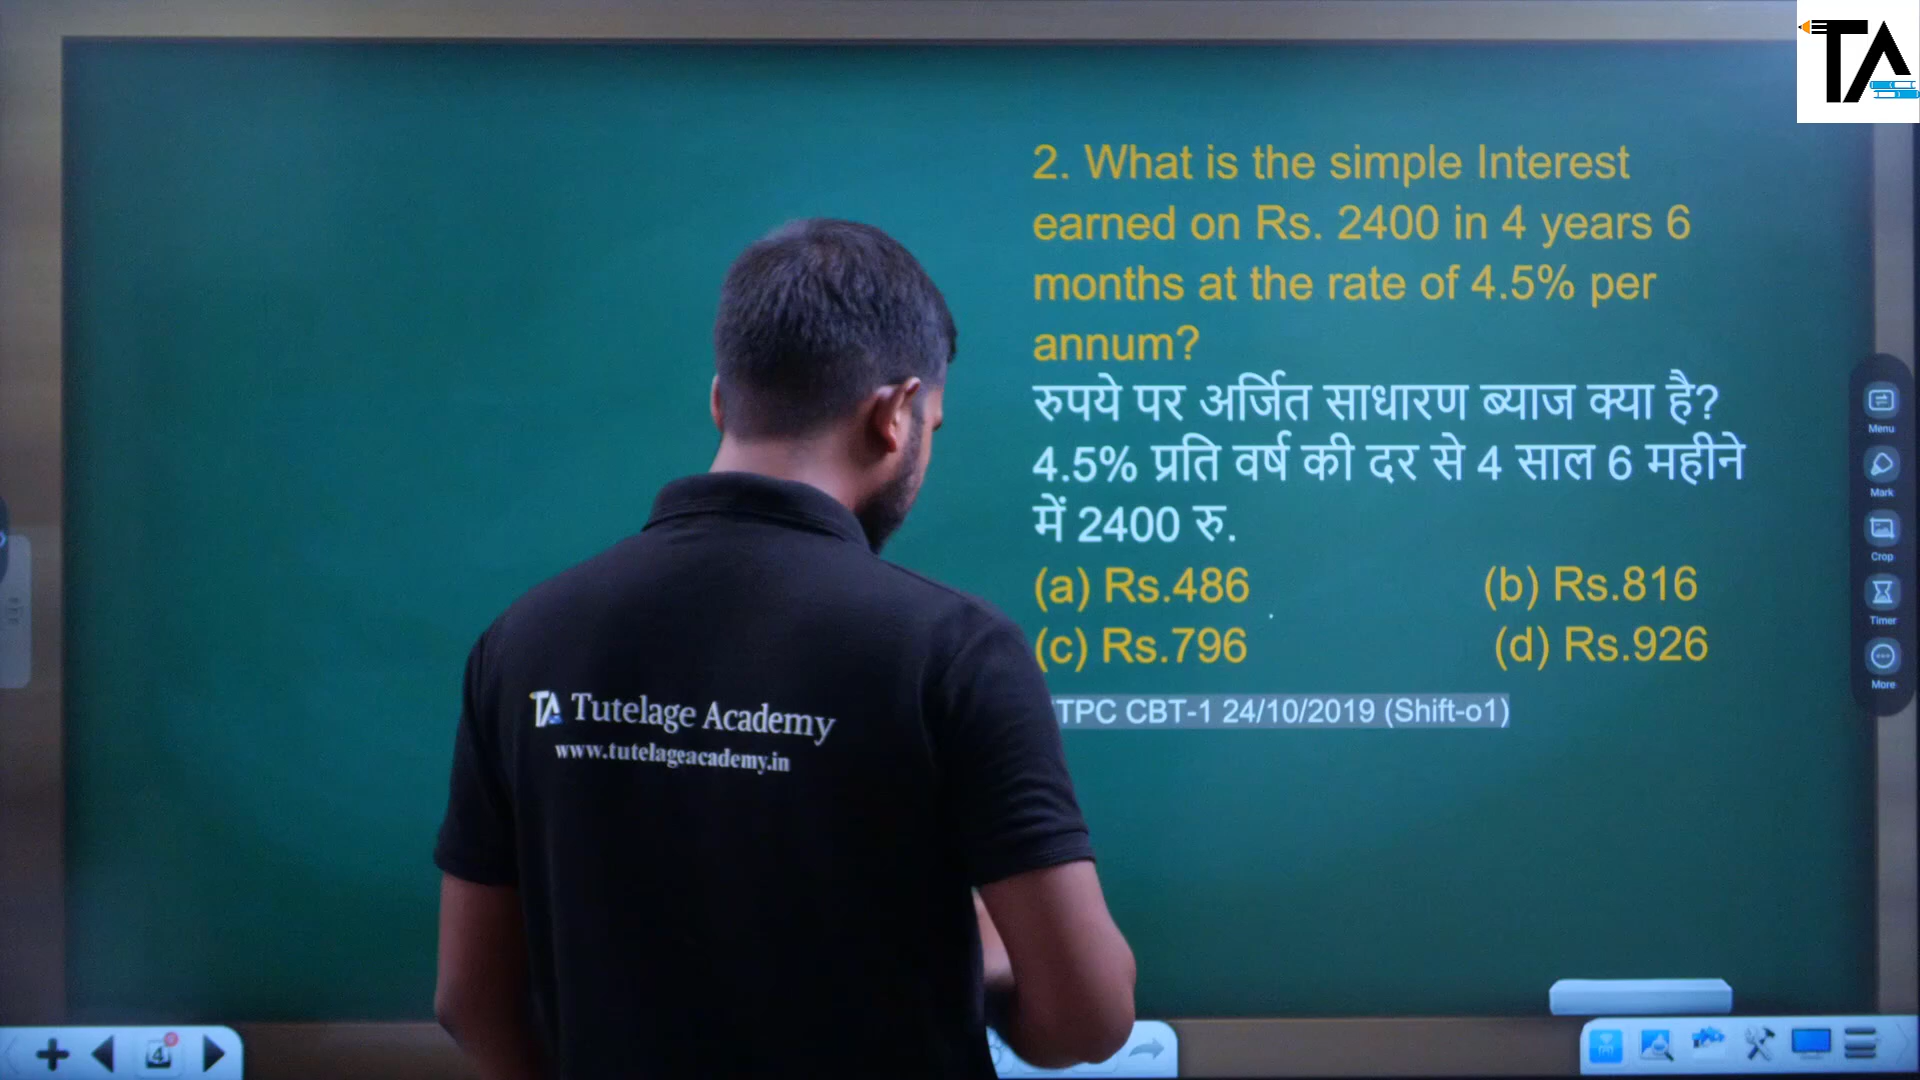 TA
2. What is the simple Interest
earned on Rs. 2400 in 4 years 6
months at the rate of 4.5% per
annum?
रुपये पर अर्जित साधारण ब्याज क्या है?
4.5% प्रति वर्ष की दर से 4 साल 6 महीने
में 2400 रु.
(a) Rs.486 (b) Rs.816
(c) Rs.796 (d) Rs.926
TPC CBT-1 24/10/2019 (Shift-o1)
TA Tutelage Academy
www.tutelageacademy.in
Menu
Mark
Crop
Timer
More
4